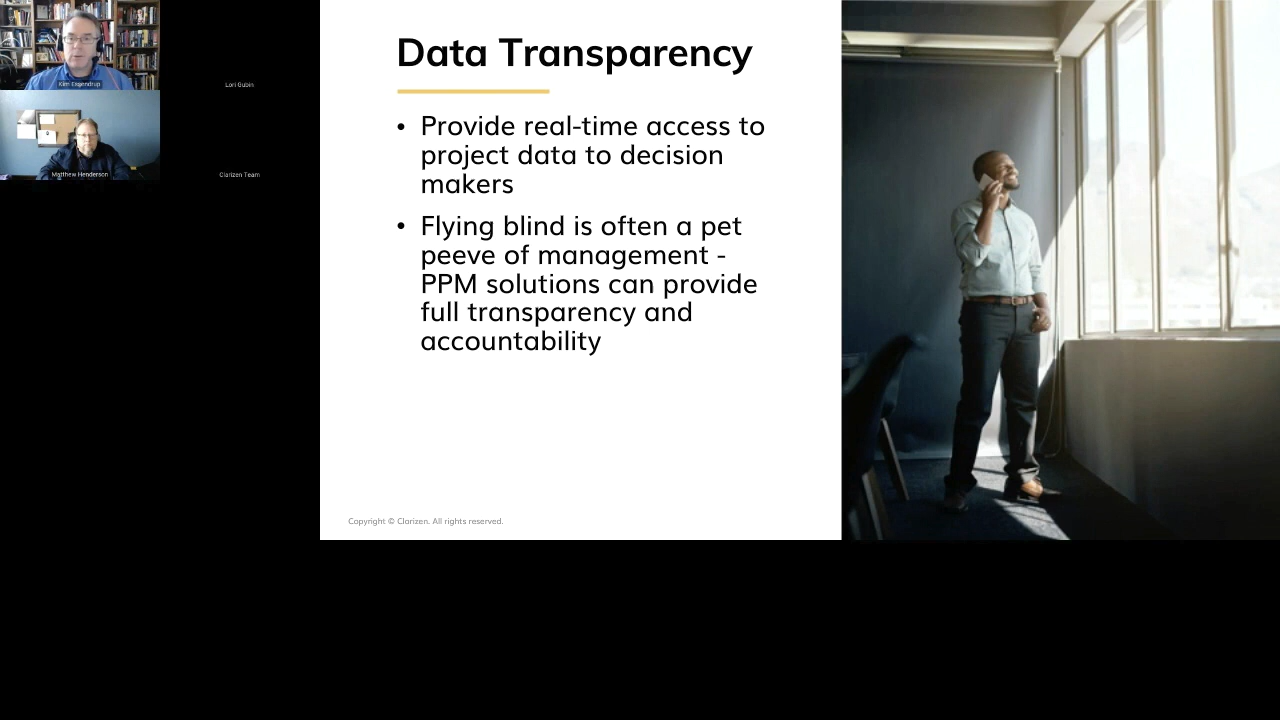 Kim Essendrup
Lori Gubin
Matthew Henderson
Clarizen Team
Data Transparency
• Provide real-time access to
project data to decision
makers
• Flying blind is often a pet
peeve of management -
PPM solutions can provide
full transparency and
accountability
Copyright © Clarizen. All rights reserved.